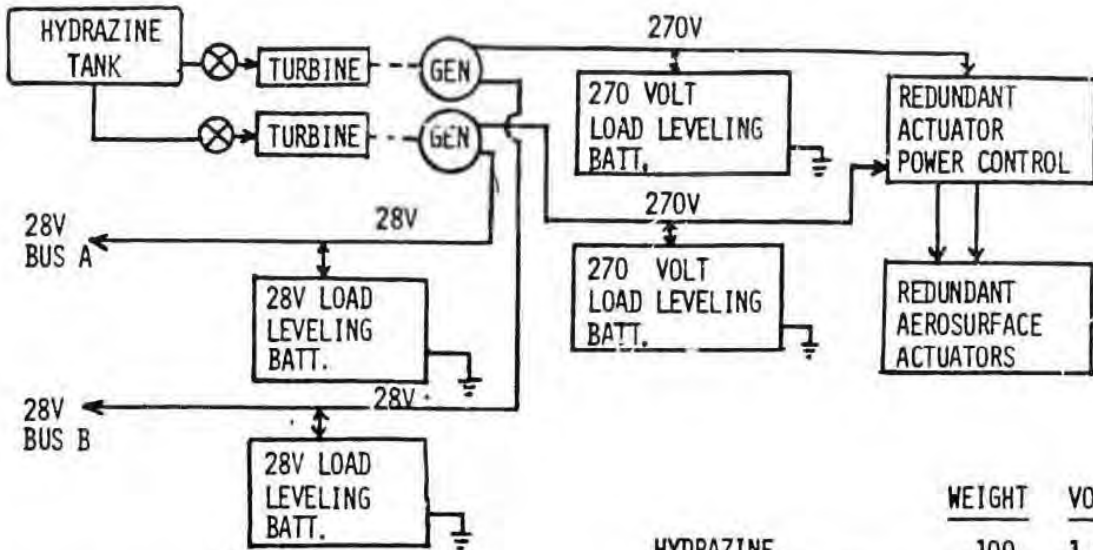 HYDRAZINE
TANK
TURBINE
GEN
270V
270 VOLT
LOAD LEVELING
BATT.
REDUNDANT
ACTUATOR
POWER CONTROL
TURBINE
GEN
270V
28V
BUS A
28V
270 VOLT
LOAD LEVELING
BATT.
REDUNDANT
AEROSURFACE
ACTUATORS
28V LOAD
LEVELING
BATT.
28V
BUS B
28V
28V LOAD
LEVELING
BATT.
WEIGHT
HYDRAZINE
100